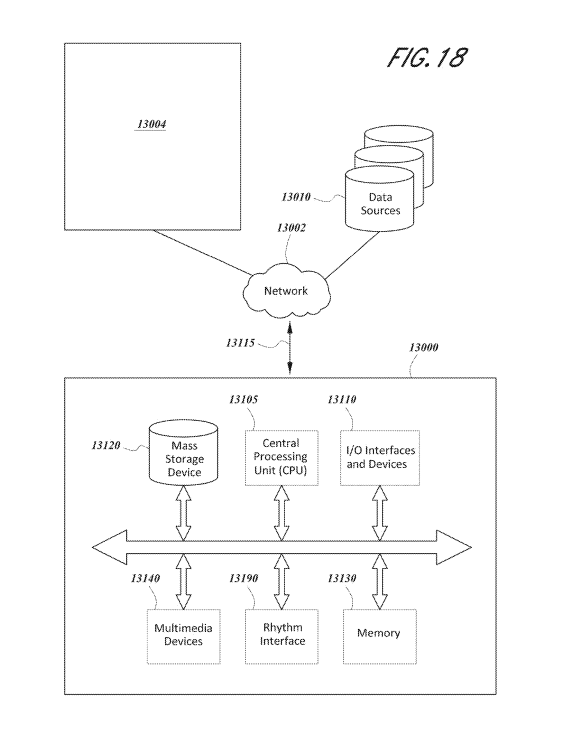 FIG. 18
13004
13010
Data
Sources
13002
Network
13115
13000
13105
13110
13120
Mass
Storage
Device
Central
Processing
Unit (CPU)
I/O Interfaces
and Devices
13140
13190
13130
Multimedia
Devices
Rhythm
Interface
Memory